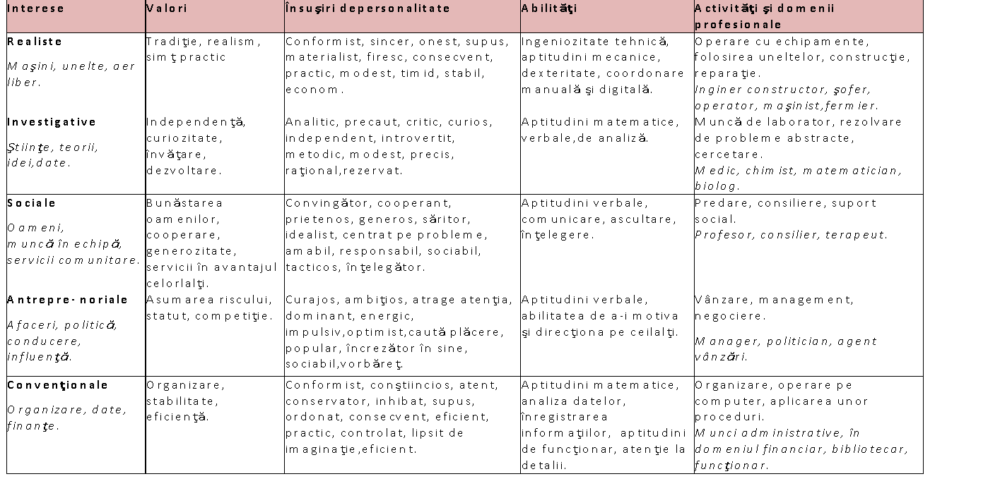 Interese
Valori
Însuşiri depersonalitate
Abilităţi
Activităţi şi domenii
profesionale
Realiste
Maşini, unelte, aer
liber.
Tradiţie, realism,
simţ practic
Conformist, sincer, onest, supus,
materialist, firesc, consecvent,
practic, modest, timid, stabil,
econom.
Ingeniozitate tehnică,
aptitudini mecanice,
dexteritate, coordonare
manuală şi digitală.
Operare cu echipamente,
folosirea uneltelor, construcţie,
reparaţie.
Inginer constructor, şofer,
operator, maşinist,fermier.
Investigative
Ştiinţe, teorii,
idei,date.
Independenţă,
curiozitate,
învăţare,
dezvoltare.
Analitic, precaut, critic, curios,
independent, introvertit,
metodic, modest, precis,
raţional,rezervat.
Aptitudini matematice,
verbale,de analiză.
Muncă de laborator, rezolvare
de probleme abstracte,
cercetare.
Medic, chimist, matematician,
biolog.
Sociale
Oameni,
muncă în echipă,
servicii comunitare.
Bunăstarea
oamenilor,
cooperare,
generozitate,
servicii în avantajul
celorlalţi.
Convingător, cooperant,
prietenos, generos, săritor,
idealist, centrat pe probleme,
amabil, responsabil, sociabil,
tacticos, înţelegător.
Aptitudini verbale,
comunicare, ascultare,
înţelegere.
Predare, consiliere, suport
social.
Profesor, consilier, terapeut.
Antrepre- noriale
Afaceri, politică,
conducere,
influenţă.
Asumarea riscului,
statut, competiţie.
Curajos, ambiţios, atrage atenţia,
dominant, energic,
impulsiv,optimist,caută plăcere,
popular, încrezător în sine,
sociabil,vorbăreţ.
Aptitudini verbale,
abilitatea de a-i motiva
şi direcţiona pe ceilalţi.
Vânzare, management,
negociere.
Manager, politician, agent
vânzări.
Convenţionale
Organizare, date,
finanţe.
Organizare,
stabilitate,
eficienţă.
Conformist, conştiincios, atent,
conservator, inhibat, supus,
ordonat, consecvent, eficient,
practic, controlat, lipsit de
imaginaţie,eficient.
Aptitudini matematice,
analiza datelor,
înregistrarea
informaţiilor, aptitudini
de funcţionar, atenţie la
detalii.
Organizare, operare pe
computer, aplicarea unor
proceduri.
Munci administrative, în
domeniul financiar, bibliotecar,
funcţionar.